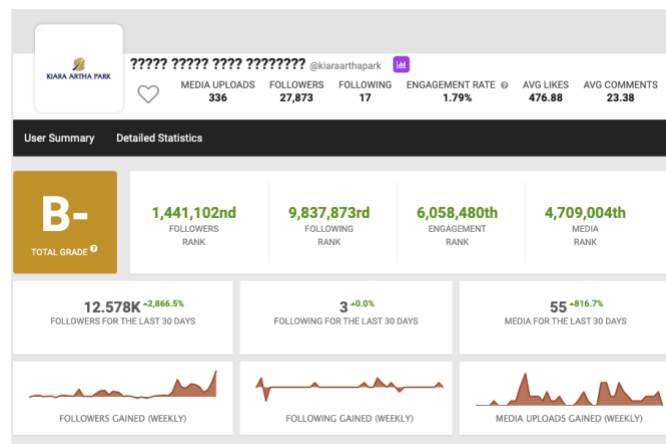 KIARA ARTHA PARK
????? ????? ???? ???????? @kiaraarthapark
MEDIA UPLOADS FOLLOWERS FOLLOWING ENGAGEMENT RATE ? AVG LIKES AVG COMMENTS
336 27,873 17 1.79% 476.88 23.38
User Summary Detailed Statistics
B-
TOTAL GRADE ?
1,441,102nd 9,837,873rd 6,058,480th 4,709,004th
FOLLOWERS FOLLOWING ENGAGEMENT MEDIA
RANK RANK RANK RANK
12.578K 2,866.5% 3 0.0% 55 816.7%
FOLLOWERS FOR THE LAST 30 DAYS FOLLOWING FOR THE LAST 30 DAYS MEDIA FOR THE LAST 30 DAYS
FOLLOWERS GAINED (WEEKLY) FOLLOWING GAINED (WEEKLY) MEDIA UPLOADS GAINED (WEEKLY)